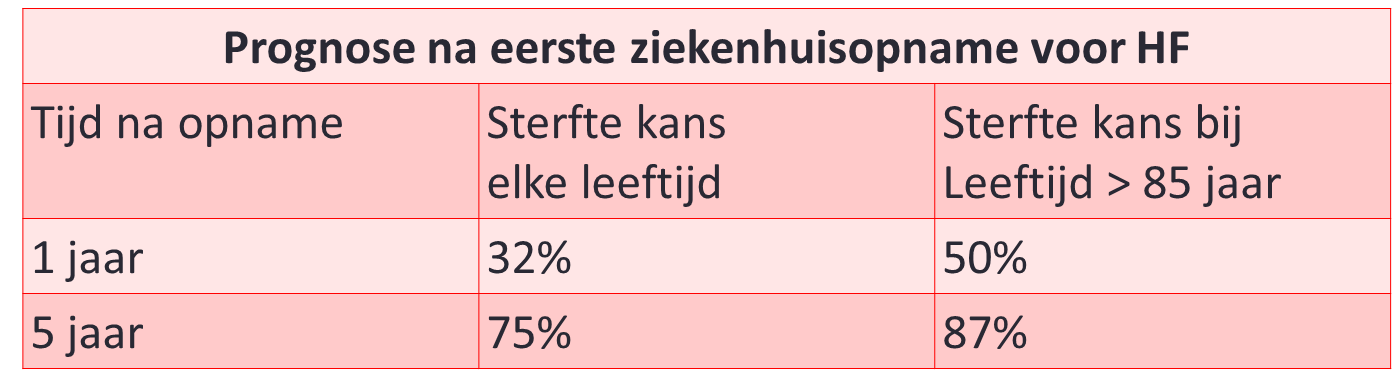 Prognose na eerste ziekenhuisopname voor HF
Tijd na opname
Sterfte kans
elke leeftijd
Sterfte kans bij
Leeftijd > 85 jaar
1 jaar
32%
50%
5 jaar
75%
87%